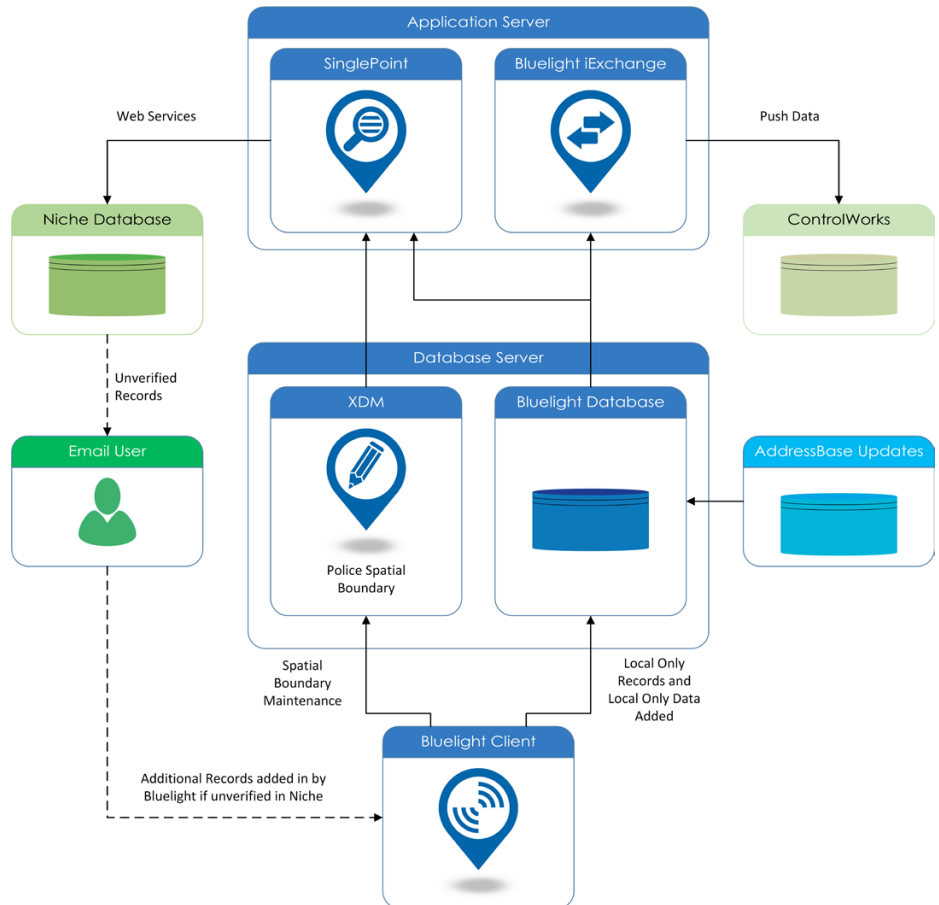 Application Server
SinglePoint
Bluelight iExchange
Web Services
Push Data
Niche Database
ControlWorks
Unverified
Records
Database Server
XDM
Bluelight Database
Email User
AddressBase Updates
Police Spatial
Boundary
Spatial
Boundary
Maintenance
Local Only
Records and
Local Only Data
Added
Bluelight Client
Additional Records added in by
Bluelight if unverified in Niche